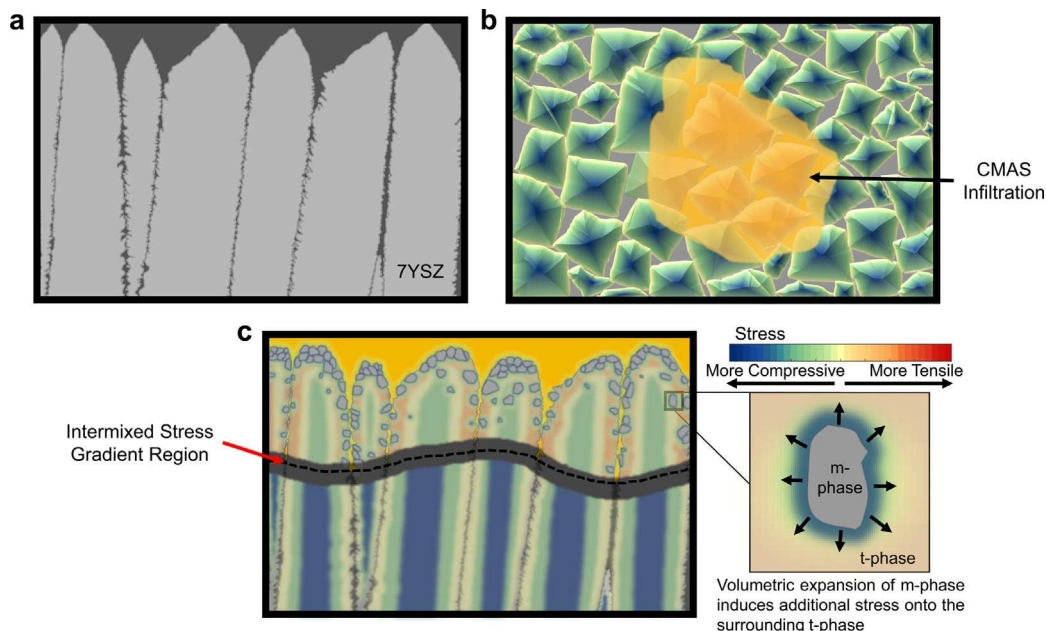 a
7YSZ
b
CMAS
Infiltration
c
Intermixed Stress
Gradient Region
Stress
More Compressive
More Tensile
m-
phase
t-phase
Volumetric expansion of m-phase
induces additional stress onto the
surrounding t-phase